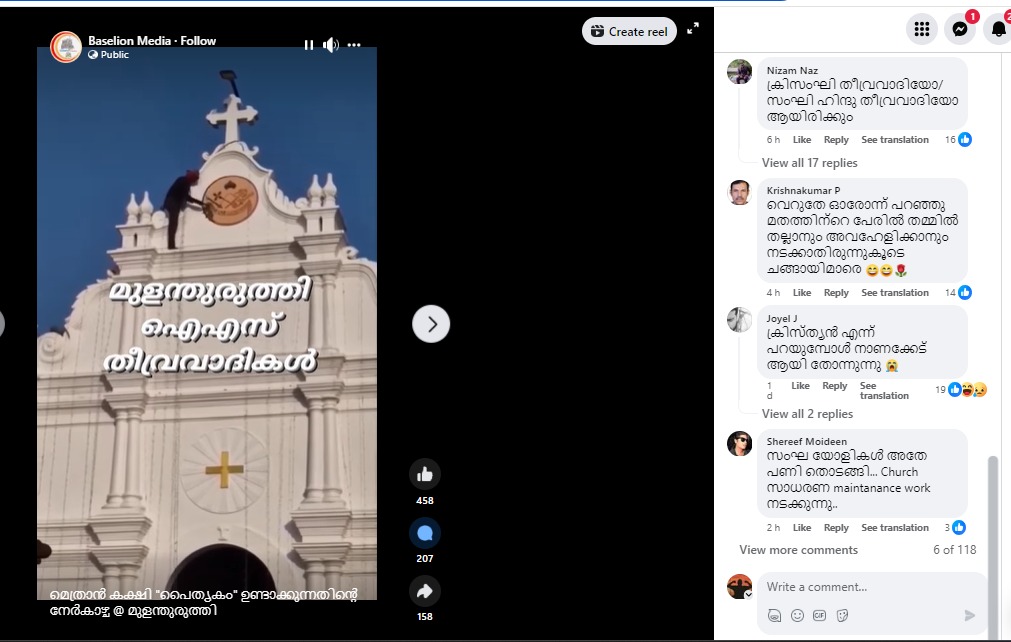 Baselion Media · Follow
Public
Create reel
1
2
മുളന്തുരുത്തി
ഐഎസ്
തീവ്രവാദികൾ
മെത്രാൻ കക്ഷി "പൈതൃകം" ഉണ്ടാക്കുന്നതിന്റെ
നേർകാഴ്ച @ മുളന്തുരുത്തി
458
207
158
Nizam Naz
ക്രിസംഘി തീവ്രവാദിയോ/
സംഘി ഹിന്ദു തീവ്രവാദിയോ
ആയിരിക്കും
6 h Like Reply See translation 16
View all 17 replies
Krishnakumar P
വെറുതേ ഓരോന്ന് പറഞ്ഞു
മതത്തിന്റെ പേരിൽ തമ്മിൽ
തല്ലാനും അവഹേളിക്കാനും
നടക്കാതിരുന്നുകൂടെ
ചങ്ങായിമാരെ 😄😄🌹
4 h Like Reply See translation 14
Joyel J
ക്രിസ്ത്യൻ എന്ന്
പറയുമ്പോൾ നാണക്കേട്
ആയി തോന്നുന്നു 😭
1 d Like Reply See translation 19
View all 2 replies
Shereef Moideen
സംഘ യോളികൾ അതേ
പണി തൊടങ്ങി... Church
സാധരണ maintanance work
നടക്കുന്നു..
2 h Like Reply See translation 3
View more comments 6 of 118
Write a comment...
GIF